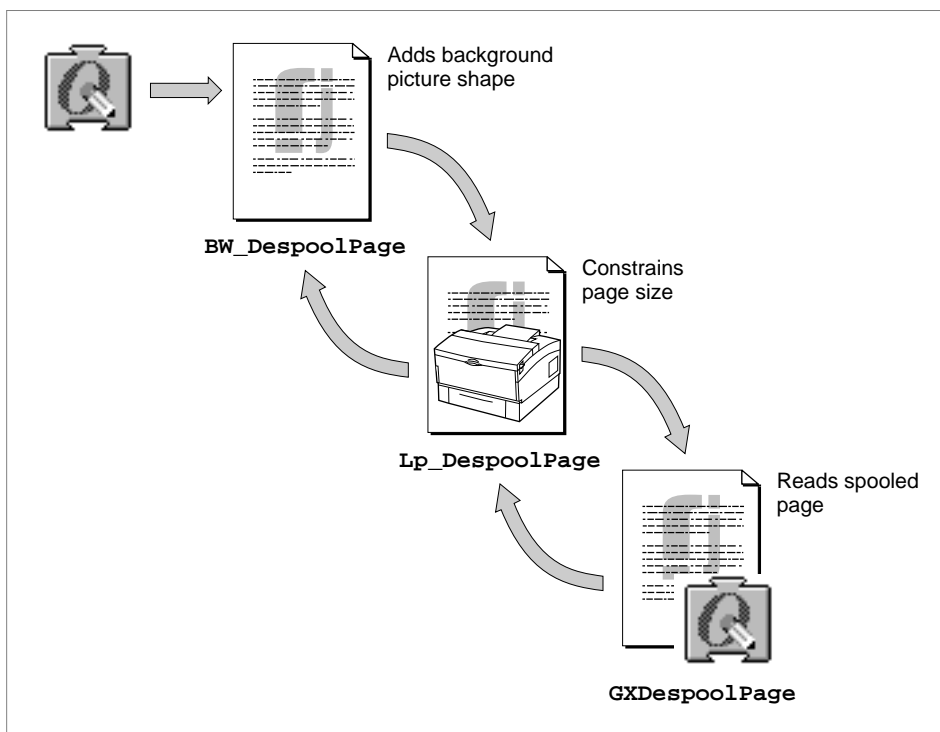 Adds background
picture shape
BW_DespoolPage
Constrains
page size
Lp_DespoolPage
Reads spooled
page
GXDespoolPage